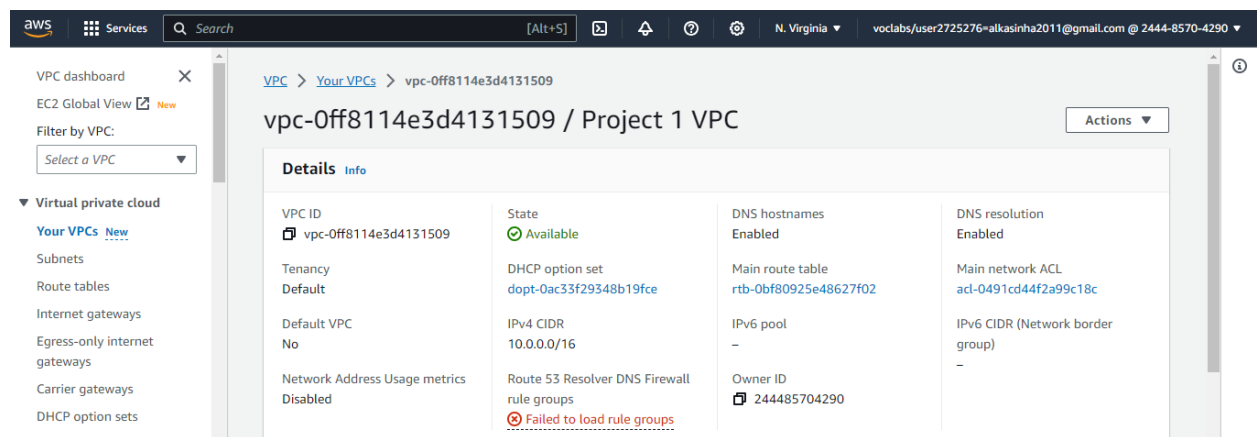 aws
Services
Search
[Alt+S]
N. Virginia
voclabs/user2725276=alkasinha2011@gmail.com @ 2444-8570-4290
VPC dashboard
EC2 Global View New
Filter by VPC:
Select a VPC
Virtual private cloud
Your VPCs New
Subnets
Route tables
Internet gateways
Egress-only internet
gateways
Carrier gateways
DHCP option sets
VPC > Your VPCs > vpc-0ff8114e3d4131509
vpc-0ff8114e3d4131509 / Project 1 VPC
Actions
Details Info
VPC ID
vpc-0ff8114e3d4131509
State
Available
DNS hostnames
Enabled
DNS resolution
Enabled
Tenancy
Default
DHCP option set
dopt-0ac33f29348b19fce
Main route table
rtb-0bf80925e48627f02
Main network ACL
acl-0491cd44f2a99c18c
Default VPC
No
IPv4 CIDR
10.0.0.0/16
IPv6 pool
–
IPv6 CIDR (Network border
group)
–
Network Address Usage metrics
Disabled
Route 53 Resolver DNS Firewall
rule groups
Failed to load rule groups
Owner ID
244485704290